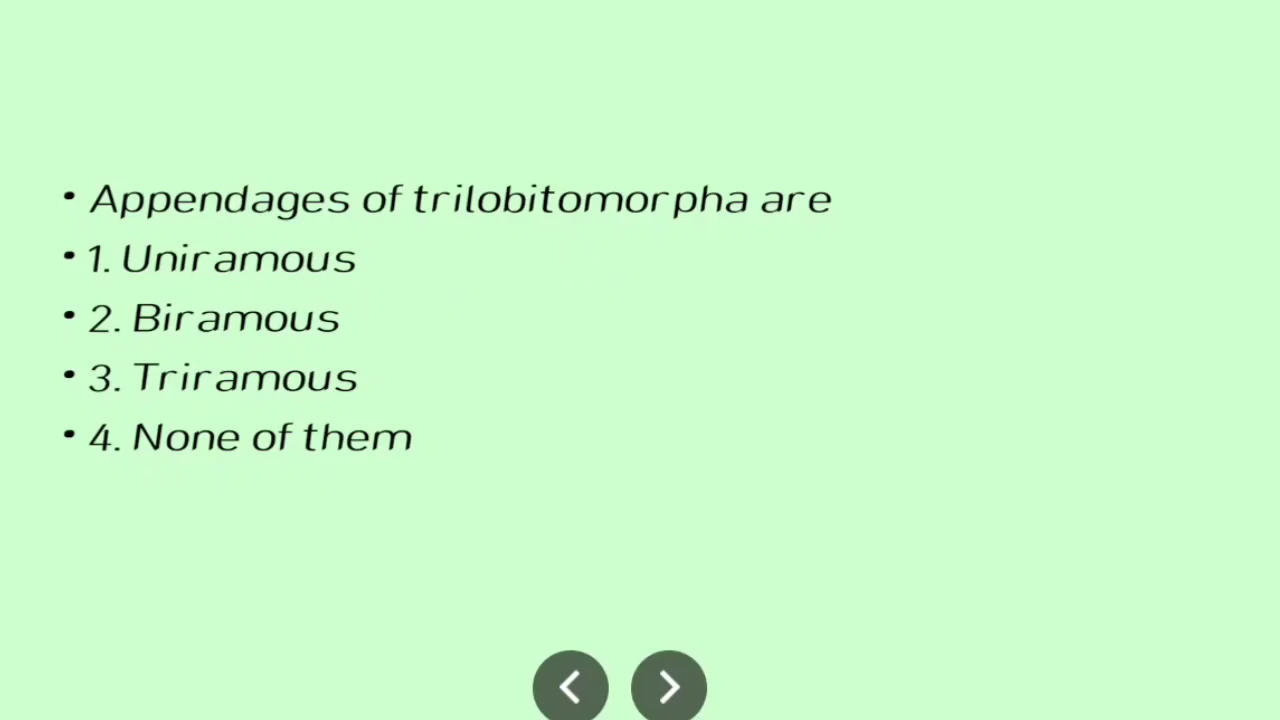 • Appendages of trilobitomorpha are
• 1. Uniramous
• 2. Biramous
• 3. Triramous
• 4. None of them